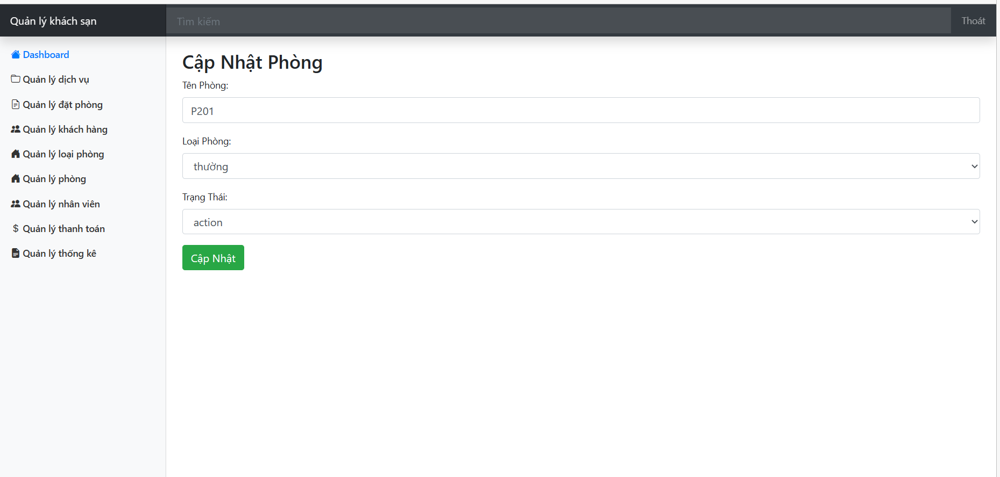 Quản lý khách sạn
Tìm kiếm
Thoát
Dashboard
Quản lý dịch vụ
Quản lý đặt phòng
Quản lý khách hàng
Quản lý loại phòng
Quản lý phòng
Quản lý nhân viên
Quản lý thanh toán
Quản lý thống kê
Cập Nhật Phòng
Tên Phòng:
P201
Loại Phòng:
thường
Trạng Thái:
action
Cập Nhật